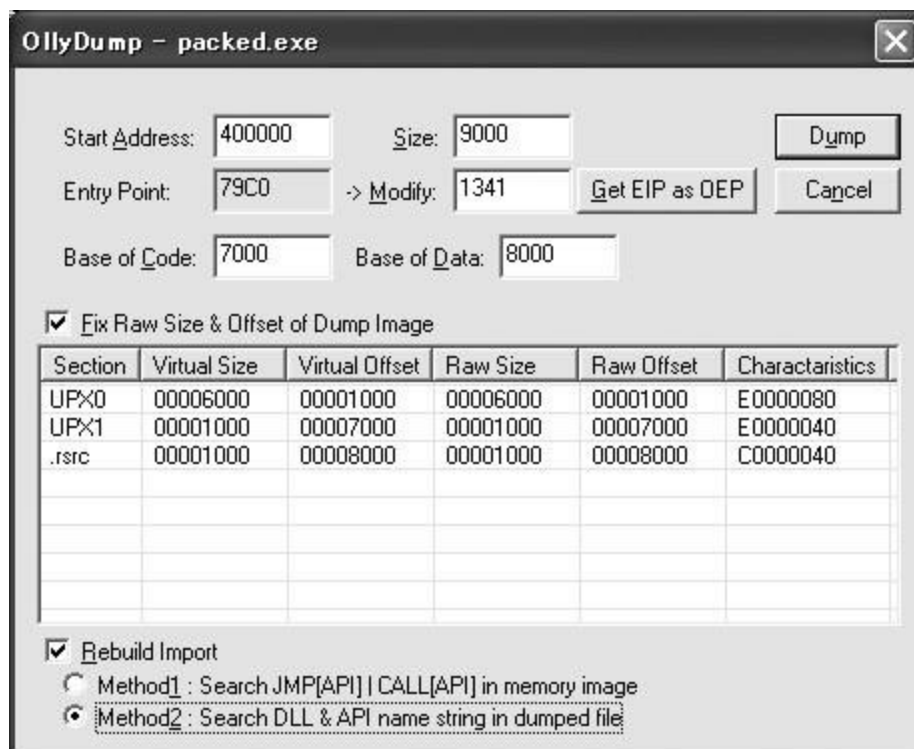 OllyDump - packed.exe
Start Address: 400000 Size: 9000 Dump
Entry Point: 79C0 -> Modify: 1341 Get EIP as OEP Cancel
Base of Code: 7000 Base of Data: 8000
Fix Raw Size & Offset of Dump Image
Section Virtual Size Virtual Offset Raw Size Raw Offset Charactaristics
UPX0 00006000 00001000 00006000 00001000 E0000080
UPX1 00001000 00007000 00001000 00007000 E0000040
.rsrc 00001000 00008000 00001000 00008000 C0000040
Rebuild Import
Method1 : Search JMP[API] | CALL[API] in memory image
Method2 : Search DLL & API name string in dumped file